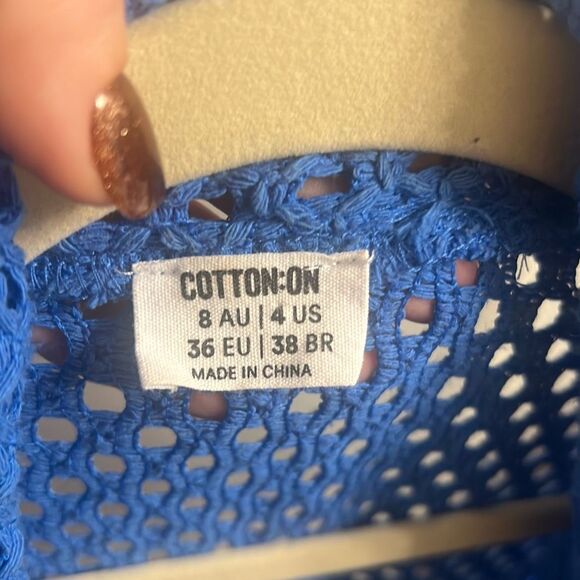 COTTON:ON
8 AU | 4 US
36 EU | 38 BR
MADE IN CHINA